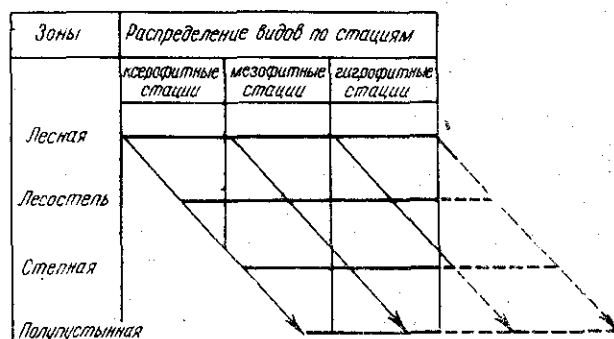 Зоны
Распределение видов по стациям
ксерофитные
стации
мезофитные
стации
гигрофитные
стации
Лесная
Лесостепь
Степная
Полупустынная